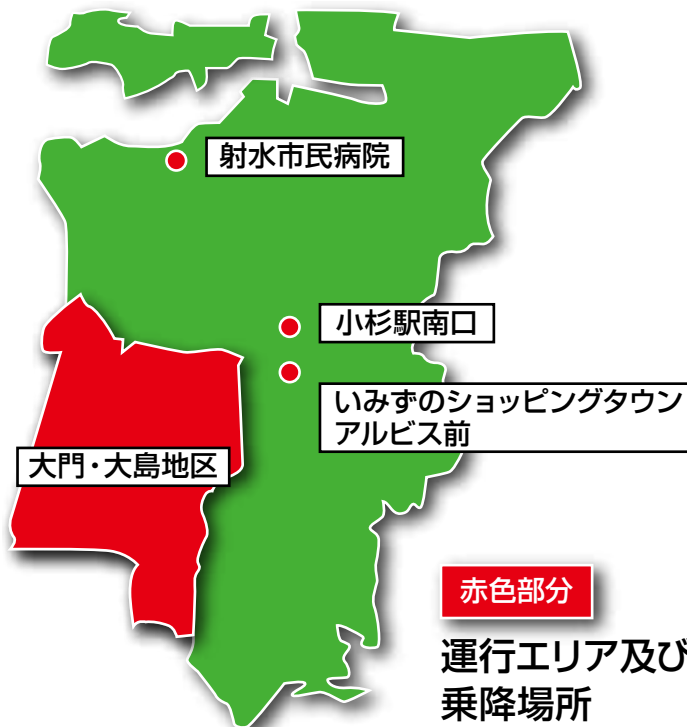 射水市民病院
小杉駅南口
いみずのショッピングタウン
アルビス前
大門・大島地区
赤色部分
運行エリア及び
乗降場所